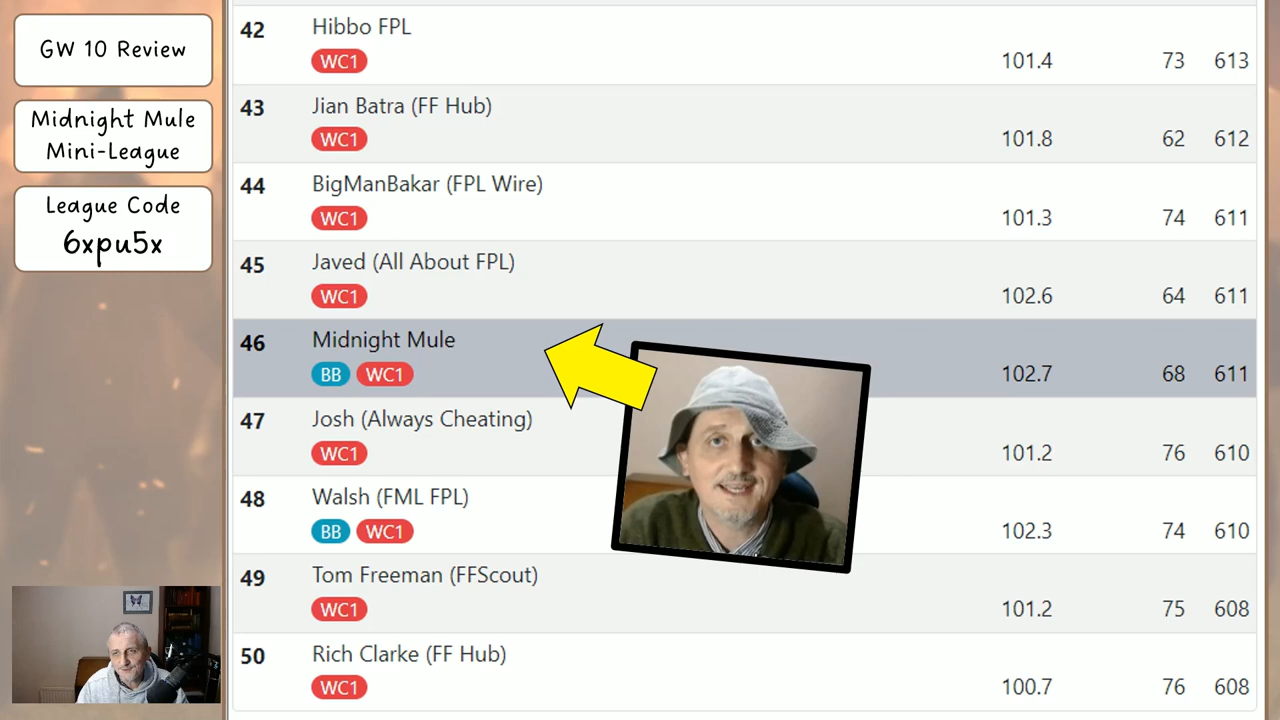 GW 10 Review
Midnight Mule
Mini-League
League Code
6xpu5x
42 Hibbo FPL
WC1 101.4 73 613
43 Jian Batra (FF Hub)
WC1 101.8 62 612
44 BigManBakar (FPL Wire)
WC1 101.3 74 611
45 Javed (All About FPL)
WC1 102.6 64 611
46 Midnight Mule
BB WC1 102.7 68 611
47 Josh (Always Cheating)
WC1 101.2 76 610
48 Walsh (FML FPL)
BB WC1 102.3 74 610
49 Tom Freeman (FFScout)
WC1 101.2 75 608
50 Rich Clarke (FF Hub)
WC1 100.7 76 608